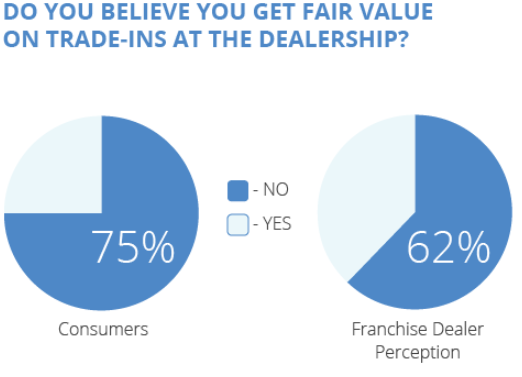 DO YOU BELIEVE YOU GET FAIR VALUE
ON TRADE-INS AT THE DEALERSHIP?
- NO
- YES
75%
62%
Consumers
Franchise Dealer
Perception